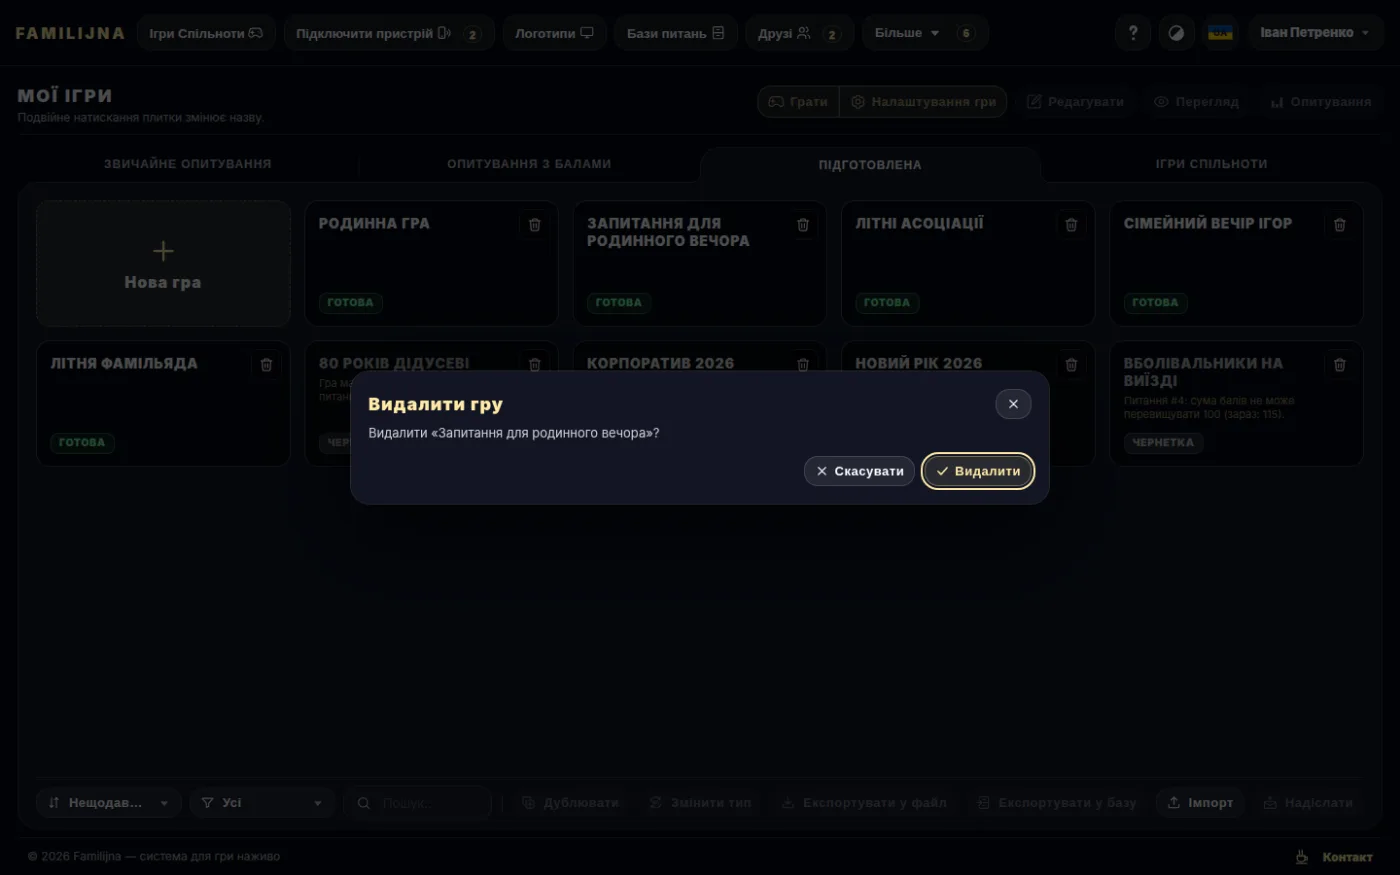 FAMILIJNA
Ігри Спільноти
Підключити пристрій 2
Логотипи
Бази питань
Друзі 2
Більше 6
?
Іван Петренко
МОЇ ІГРИ
Подвійне натискання плитки змінює назву.
Грати
Налаштування гри
Редагувати
Перегляд
Опитування
ЗВИЧАЙНЕ ОПИТУВАННЯ
ОПИТУВАННЯ З БАЛАМИ
ПІДГОТОВЛЕНА
ІГРИ СПІЛЬНОТИ
Нова гра
РОДИННА ГРА
ГОТОВА
ЗАПИТАННЯ ДЛЯ
РОДИННОГО ВЕЧОРА
ГОТОВА
ЛІТНІ АСОЦІАЦІЇ
ГОТОВА
СІМЕЙНИЙ ВЕЧІР ІГОР
ГОТОВА
ЛІТНЯ ФАМІЛЬЯДА
ГОТОВА
80 РОКІВ ДІДУСЕВІ
Гра
КОРПОРАТИВ 2026
НОВИЙ РІК 2026
ВБОЛІВАЛЬНИКИ НА
ВИЇЗДІ
Питання #4: сума балів не може
перевищувати 100 (зараз: 115).
ЧЕРНЕТКА
Видалити гру
Видалити «Запитання для родинного вечора»?
Скасувати
Видалити
Нещодав...
Усі
Пошук...
Дублювати
Змінити тип
Експортувати у файл
Експортувати у базу
Імпорт
Надіслати
© 2026 Familijna — система для гри наживо
Контакт